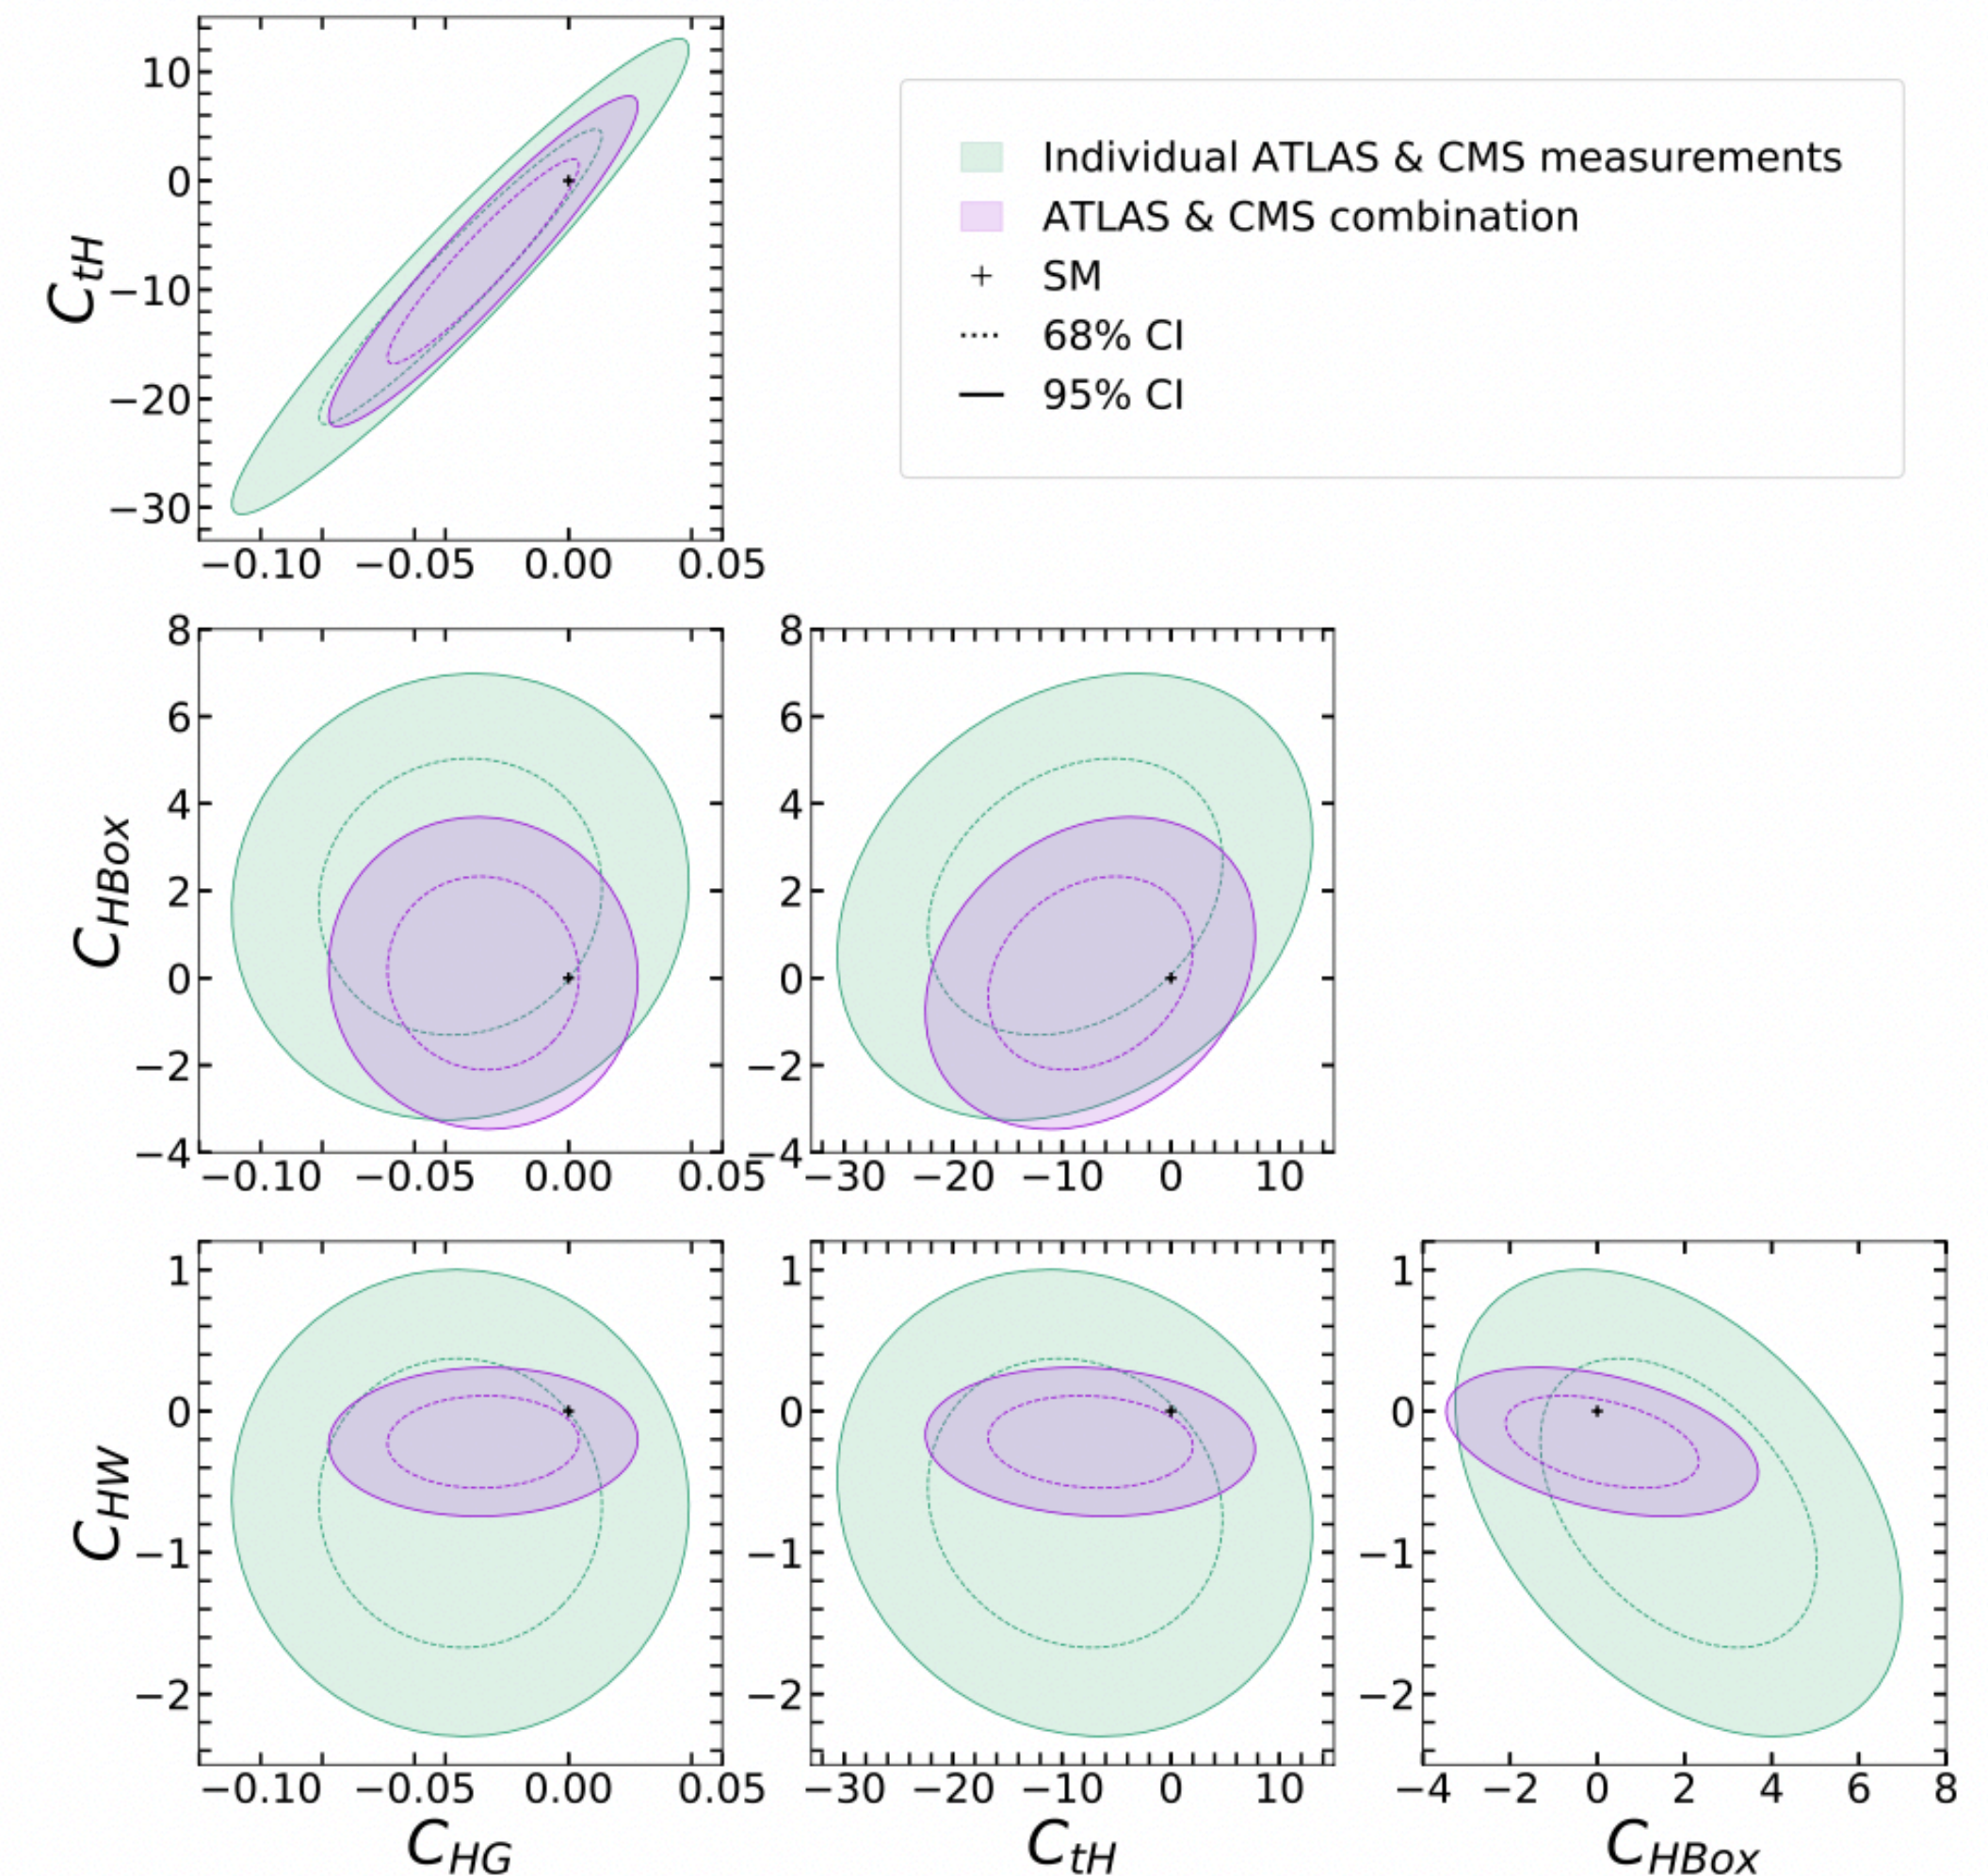 10
0
−10
−20
−30
C_tH
−0.10 −0.05 0.00 0.05
Individual ATLAS & CMS measurements
ATLAS & CMS combination
SM
68% CI
95% CI
8
6
4
2
0
−2
−4
C_HBox
−0.10 −0.05 0.00 0.05
8
6
4
2
0
−2
−4
−30 −20 −10 0 10
1
0
−1
−2
C_HW
−0.10 −0.05 0.00 0.05
C_HG
1
0
−1
−2
−30 −20 −10 0 10
C_tH
1
0
−1
−2
−4 −2 0 2 4 6 8
C_HBox